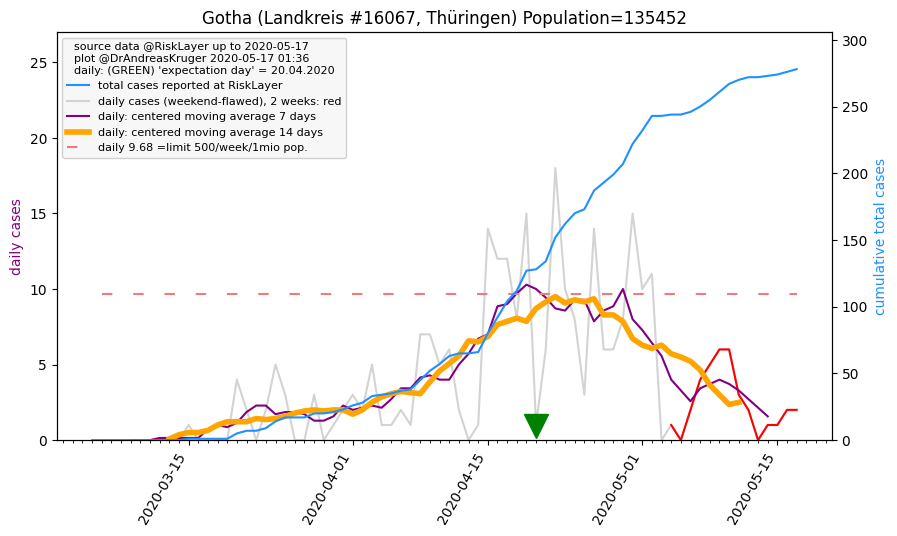 Gotha (Landkreis #16067, Thüringen) Population=135452
source data @RiskLayer up to 2020-05-17
plot @DrAndreasKruger 2020-05-17 01:36
daily: (GREEN) 'expectation day' = 20.04.2020
total cases reported at RiskLayer
daily cases (weekend-flawed), 2 weeks: red
daily: centered moving average 7 days
daily: centered moving average 14 days
daily 9.68 =limit 500/week/1mio pop.
daily cases
25
20
15
10
5
0
300
250
200
150
100
50
0
cumulative total cases
2020-03-15
2020-04-01
2020-04-15
2020-05-01
2020-05-15